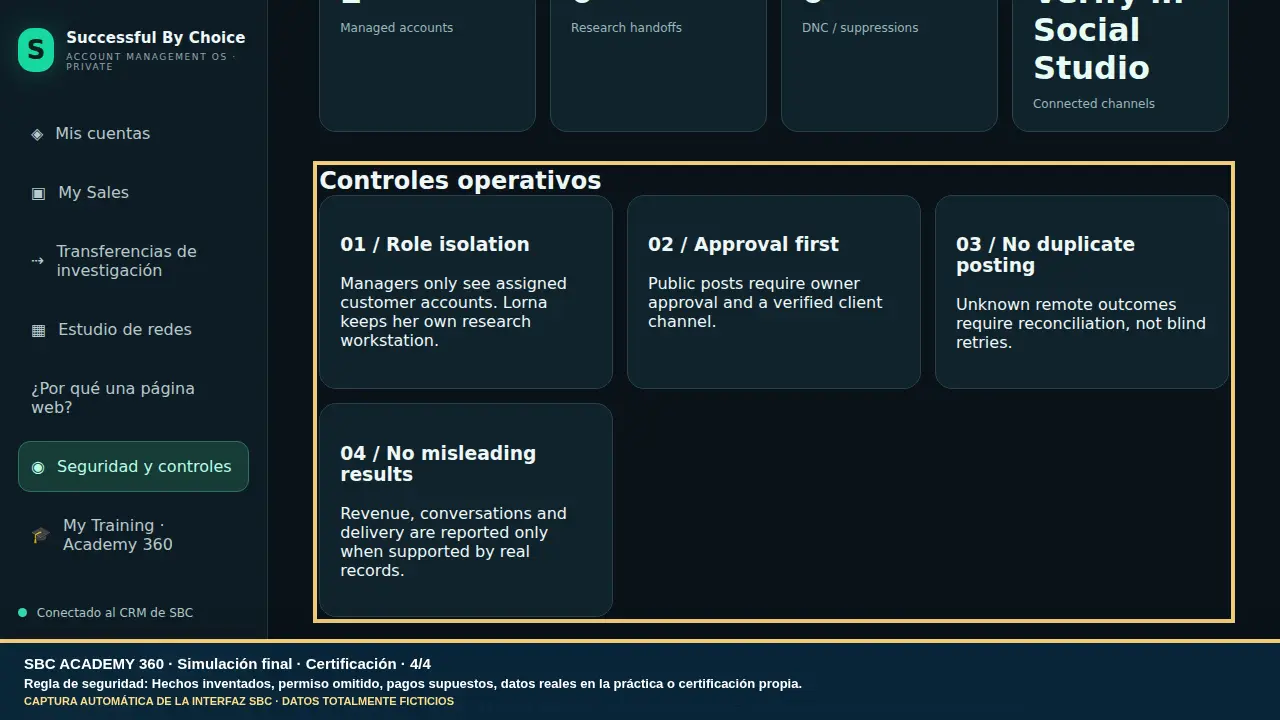 S
Successful By Choice
ACCOUNT MANAGEMENT OS ·
PRIVATE
Mis cuentas
My Sales
Transferencias de
investigación
Estudio de redes
¿Por qué una página
web?
Seguridad y controles
My Training ·
Academy 360
Conectado al CRM de SBC
Managed accounts
Research handoffs
DNC / suppressions
Verify in
Social
Studio
Connected channels
Controles operativos
01 / Role isolation
Managers only see assigned
customer accounts. Lorna
keeps her own research
workstation.
02 / Approval first
Public posts require owner
approval and a verified client
channel.
03 / No duplicate
posting
Unknown remote outcomes
require reconciliation, not blind
retries.
04 / No misleading
results
Revenue, conversations and
delivery are reported only
when supported by real
records.
SBC ACADEMY 360 · Simulación final · Certificación · 4/4
Regla de seguridad: Hechos inventados, permiso omitido, pagos supuestos, datos reales en la práctica o certificación propia.
CAPTURA AUTOMÁTICA DE LA INTERFAZ SBC · DATOS TOTALMENTE FICTICIOS